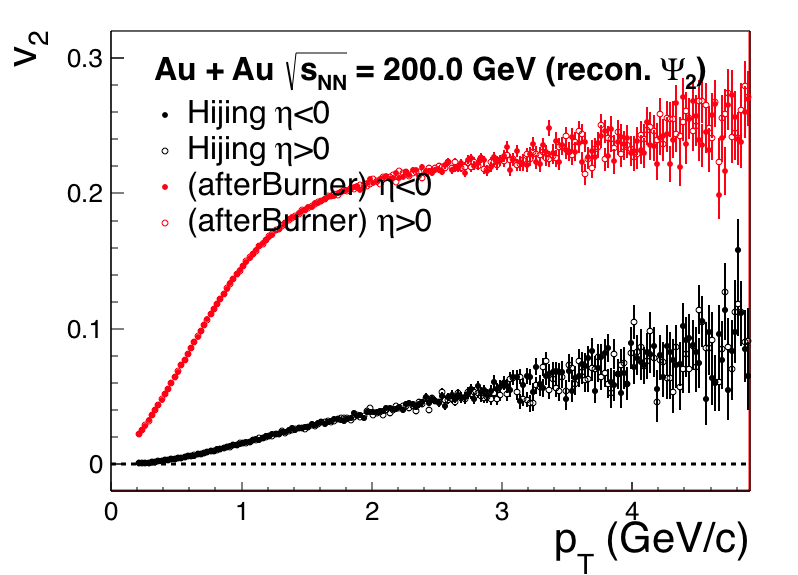 v2
0.3
Au + Au √sNN = 200.0 GeV (recon. Ψ2)
Hijing η<0
Hijing η>0
(afterBurner) η<0
(afterBurner) η>0
0.2
0.1
0
0 1 2 3 4
pT (GeV/c)